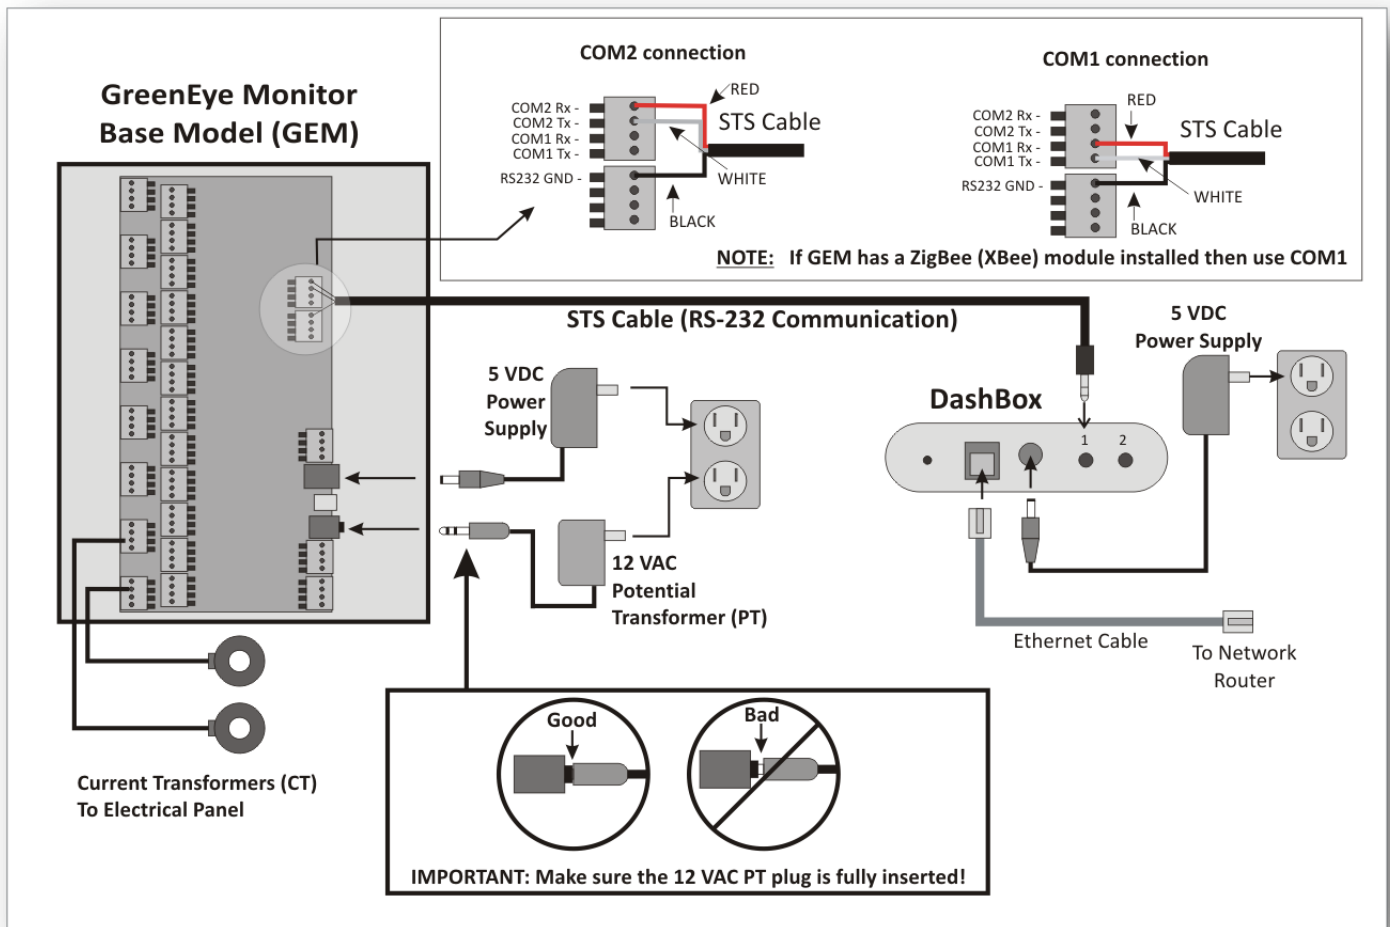 GreenEye Monitor
Base Model (GEM)
COM2 connection
COM2 Rx -
COM2 Tx -
COM1 Rx -
COM1 Tx -
RS232 GND -
RED
STS Cable
WHITE
BLACK
COM1 connection
COM2 Rx -
COM2 Tx -
COM1 Rx -
COM1 Tx -
RS232 GND -
RED
STS Cable
WHITE
BLACK
NOTE: If GEM has a ZigBee (XBee) module installed then use COM1
STS Cable (RS-232 Communication)
5 VDC
Power
Supply
12 VAC
Potential
Transformer (PT)
5 VDC
Power Supply
DashBox
1 2
Ethernet Cable
To Network
Router
Current Transformers (CT)
To Electrical Panel
Good
Bad
IMPORTANT: Make sure the 12 VAC PT plug is fully inserted!